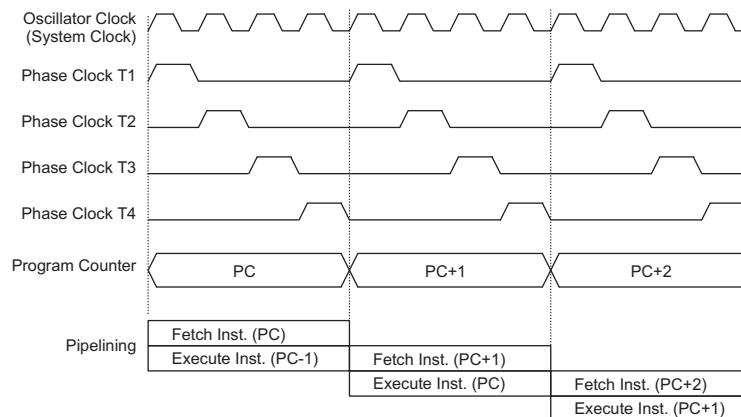 Oscillator Clock
(System Clock)
Phase Clock T1
Phase Clock T2
Phase Clock T3
Phase Clock T4
Program Counter
PC
PC+1
PC+2
Pipelining
Fetch Inst. (PC)
Execute Inst. (PC-1)
Fetch Inst. (PC+1)
Execute Inst. (PC)
Fetch Inst. (PC+2)
Execute Inst. (PC+1)